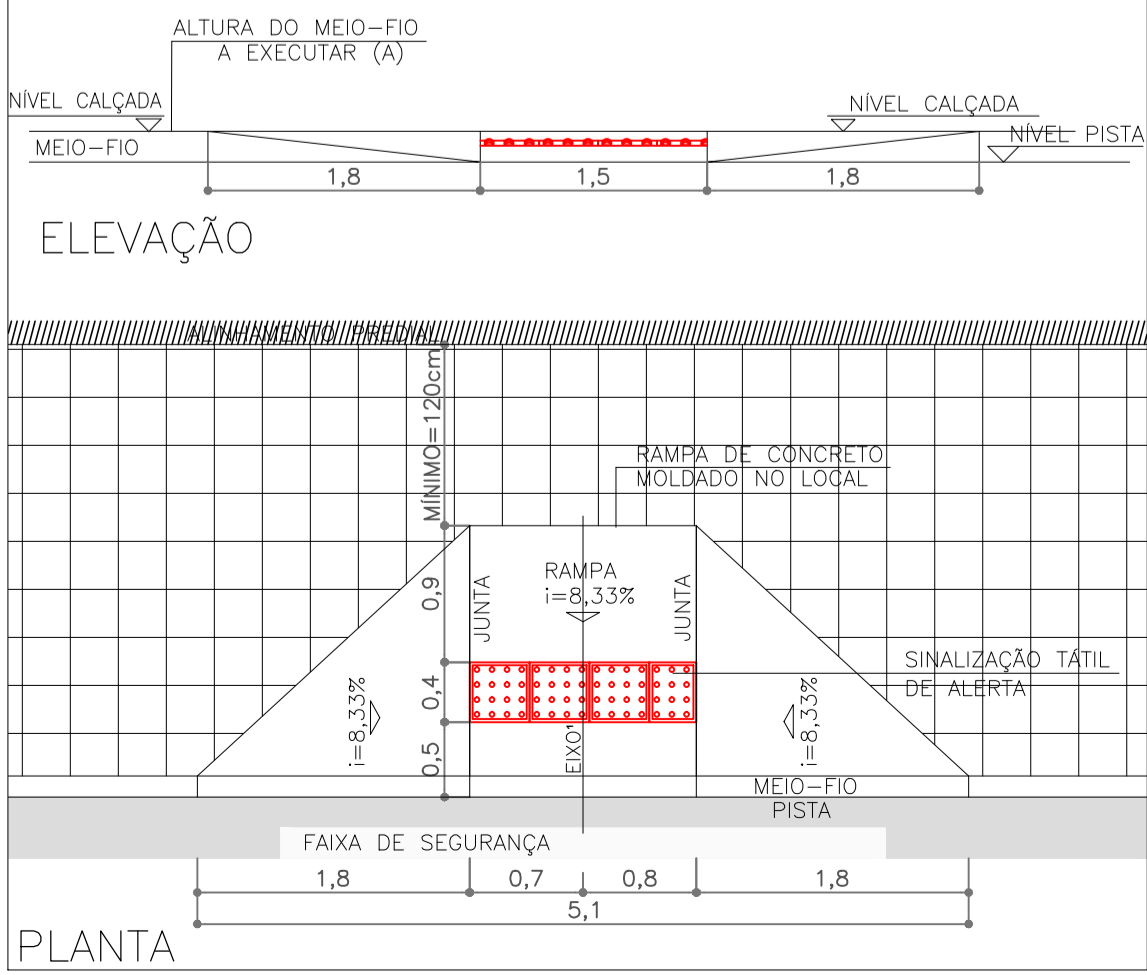 ALTURA DO MEIO-FIO
A EXECUTAR (A)
NÍVEL CALÇADA
NÍVEL CALÇADA
MEIO-FIO
NÍVEL PISTA
1,8
1,5
1,8
ELEVAÇÃO
ALINHAMENTO PREDIAL
MÍNIMO=120cm
RAMPA DE CONCRETO
MOLDADO NO LOCAL
0,9
JUNTA
RAMPA
i=8,33%
JUNTA
SINALIZAÇÃO TÁTIL
DE ALERTA
0,4
i=8,33%
i=8,33%
0,5
EIXO'
MEIO-FIO
PISTA
FAIXA DE SEGURANÇA
1,8
0,7
0,8
1,8
5,1
PLANTA